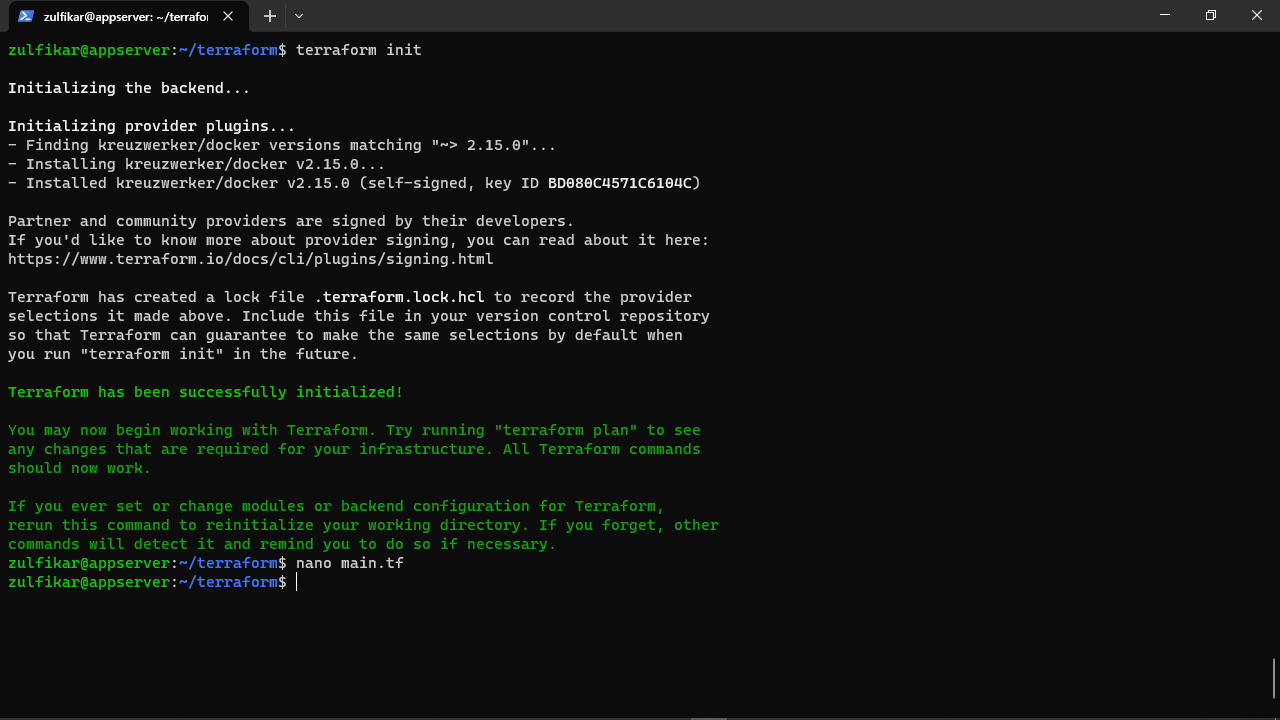 zulfikar@appserver: ~/terrafor
zulfikar@appserver:~/terraform$ terraform init
Initializing the backend...
Initializing provider plugins...
- Finding kreuzwerker/docker versions matching "~> 2.15.0"...
- Installing kreuzwerker/docker v2.15.0...
- Installed kreuzwerker/docker v2.15.0 (self-signed, key ID BD080C4571C6104C)
Partner and community providers are signed by their developers.
If you'd like to know more about provider signing, you can read about it here:
https://www.terraform.io/docs/cli/plugins/signing.html
Terraform has created a lock file .terraform.lock.hcl to record the provider
selections it made above. Include this file in your version control repository
so that Terraform can guarantee to make the same selections by default when
you run "terraform init" in the future.
Terraform has been successfully initialized!
You may now begin working with Terraform. Try running "terraform plan" to see
any changes that are required for your infrastructure. All Terraform commands
should now work.
If you ever set or change modules or backend configuration for Terraform,
rerun this command to reinitialize your working directory. If you forget, other
commands will detect it and remind you to do so if necessary.
zulfikar@appserver:~/terraform$ nano main.tf
zulfikar@appserver:~/terraform$